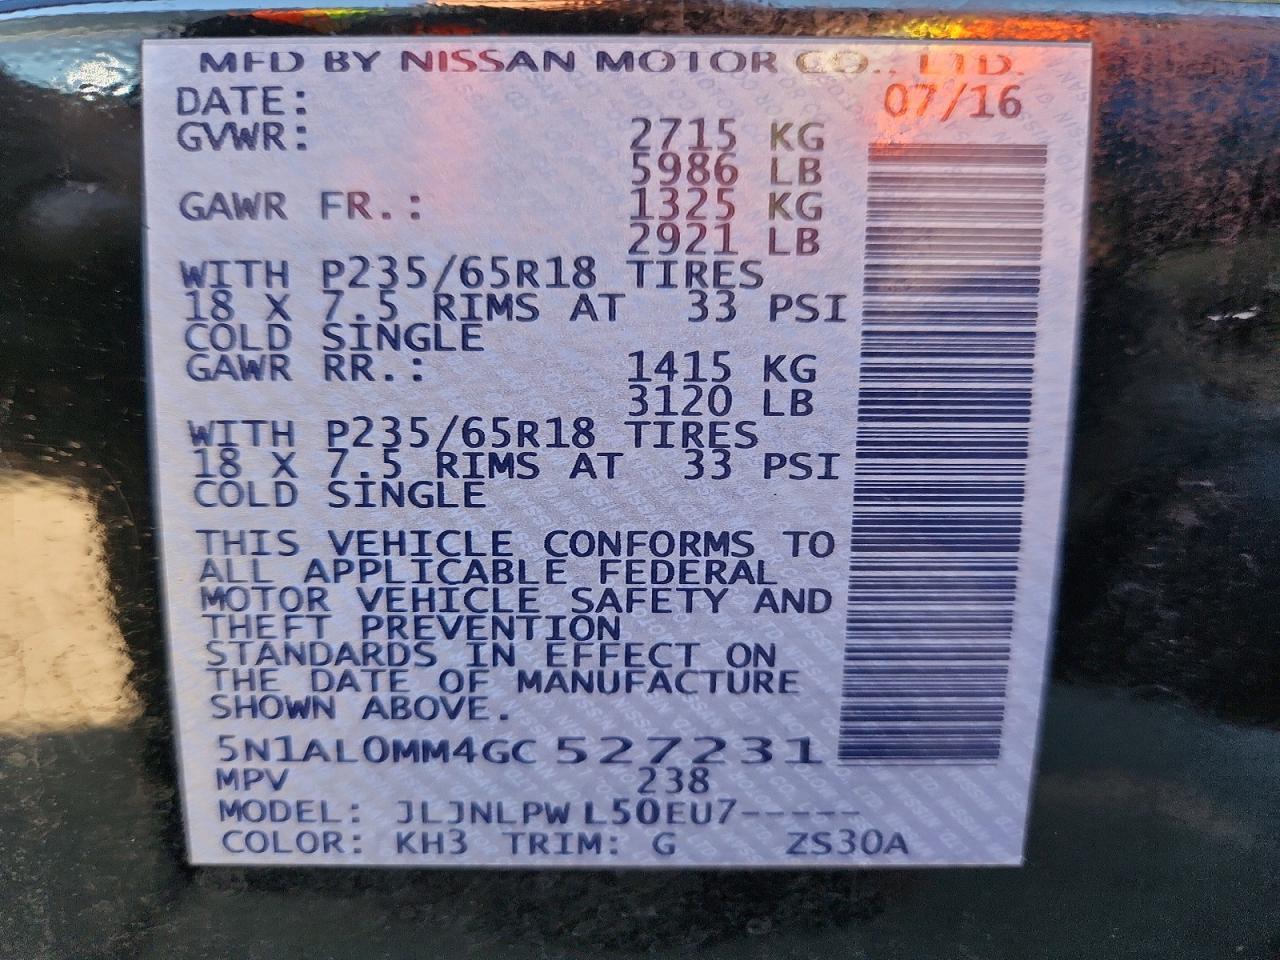 MFD BY NISSAN MOTOR CO., LTD.
DATE: 07/16
GVWR: 2715 KG
5986 LB
GAWR FR.: 1325 KG
2921 LB
WITH P235/65R18 TIRES
18 X 7.5 RIMS AT 33 PSI
COLD SINGLE
GAWR RR.: 1415 KG
3120 LB
WITH P235/65R18 TIRES
18 X 7.5 RIMS AT 33 PSI
COLD SINGLE
THIS VEHICLE CONFORMS TO
ALL APPLICABLE FEDERAL
MOTOR VEHICLE SAFETY AND
THEFT PREVENTION
STANDARDS IN EFFECT ON
THE DATE OF MANUFACTURE
SHOWN ABOVE.
5N1AL0MM4GC527231
MPV 238
MODEL: JLJNLPWL50EU7-----
COLOR: KH3 TRIM: G ZS30A